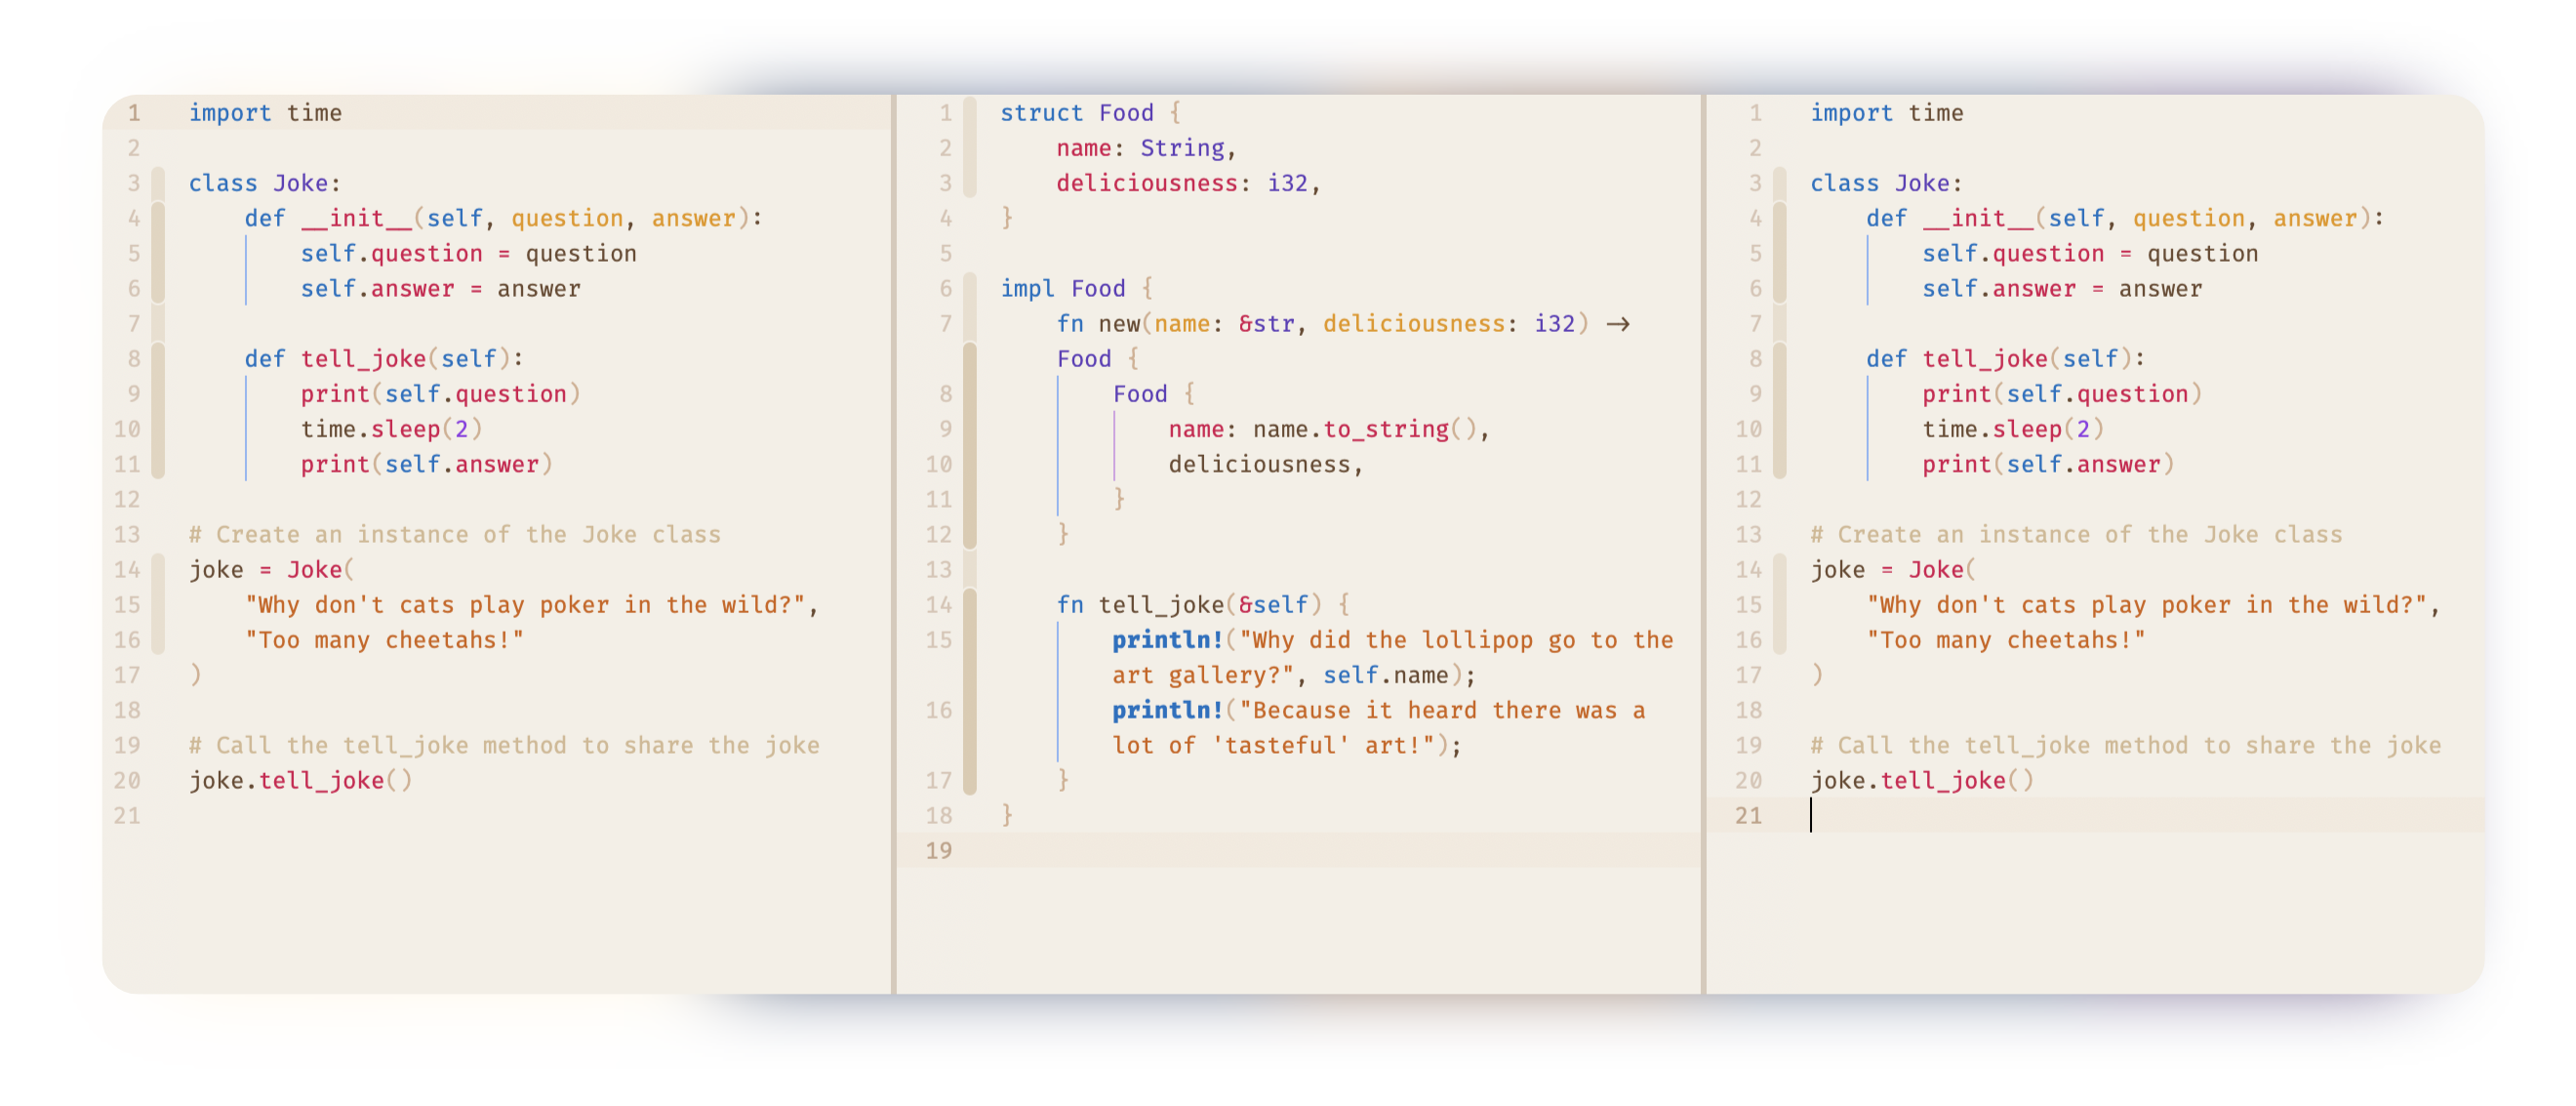 1 import time
2
3 class Joke:
4     def __init__(self, question, answer):
5         self.question = question
6         self.answer = answer
7
8     def tell_joke(self):
9         print(self.question)
10         time.sleep(2)
11         print(self.answer)
12
13 # Create an instance of the Joke class
14 joke = Joke(
15     "Why don't cats play poker in the wild?",
16     "Too many cheetahs!"
17 )
18
19 # Call the tell_joke method to share the joke
20 joke.tell_joke()
21
1 struct Food {
2     name: String,
3     deliciousness: i32,
4 }
5
6 impl Food {
7     fn new(name: &str, deliciousness: i32) →
    Food {
8         Food {
9             name: name.to_string(),
10             deliciousness,
11         }
12     }
13
14     fn tell_joke(&self) {
15         println!("Why did the lollipop go to the
        art gallery?", self.name);
16         println!("Because it heard there was a
        lot of 'tasteful' art!");
17     }
18 }
19
1 import time
2
3 class Joke:
4     def __init__(self, question, answer):
5         self.question = question
6         self.answer = answer
7
8     def tell_joke(self):
9         print(self.question)
10         time.sleep(2)
11         print(self.answer)
12
13 # Create an instance of the Joke class
14 joke = Joke(
15     "Why don't cats play poker in the wild?",
16     "Too many cheetahs!"
17 )
18
19 # Call the tell_joke method to share the joke
20 joke.tell_joke()
21